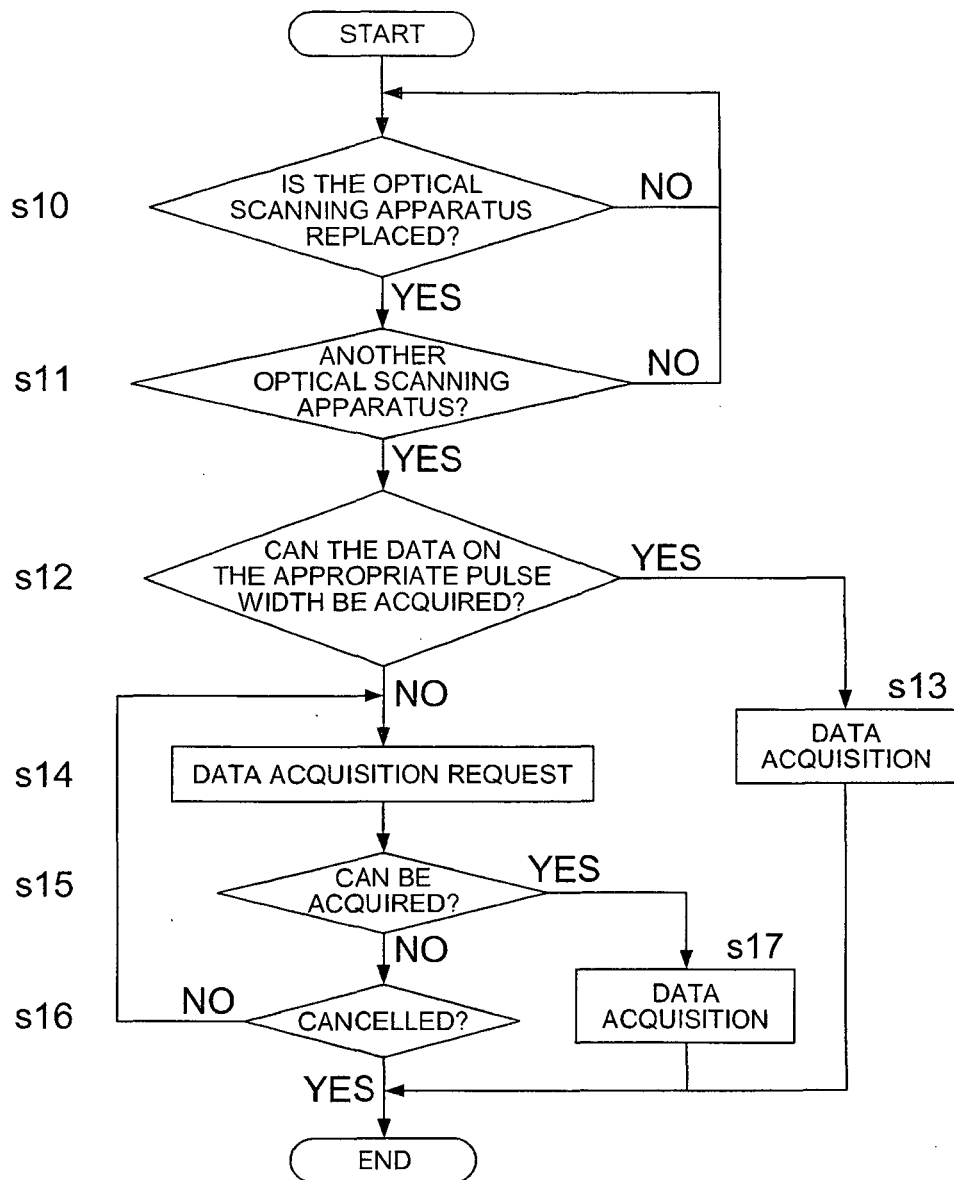 START
s10
IS THE OPTICAL
SCANNING APPARATUS
REPLACED?
NO
YES
s11
ANOTHER
OPTICAL SCANNING
APPARATUS?
NO
YES
s12
CAN THE DATA ON
THE APPROPRIATE PULSE
WIDTH BE ACQUIRED?
YES
NO
s13
DATA
ACQUISITION
s14
DATA ACQUISITION REQUEST
s15
CAN BE
ACQUIRED?
YES
NO
s17
DATA
ACQUISITION
s16
NO
CANCELLED?
YES
END